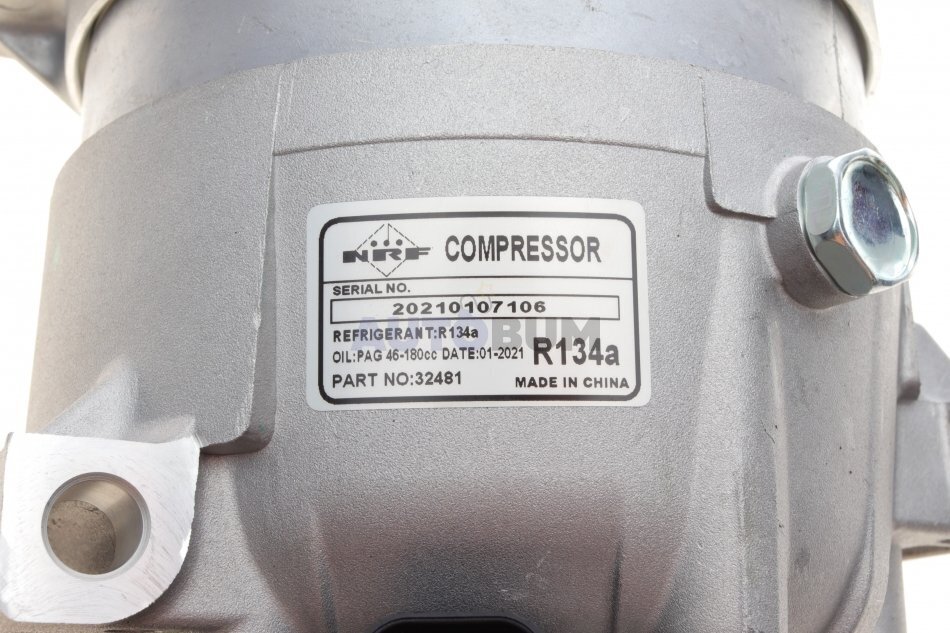 NRF COMPRESSOR
SERIAL NO.
20210107106
AUTOBUM
REFRIGERANT:R134a
OIL:PAG 46-180cc DATE:01-2021 R134a
PART NO:32481 MADE IN CHINA